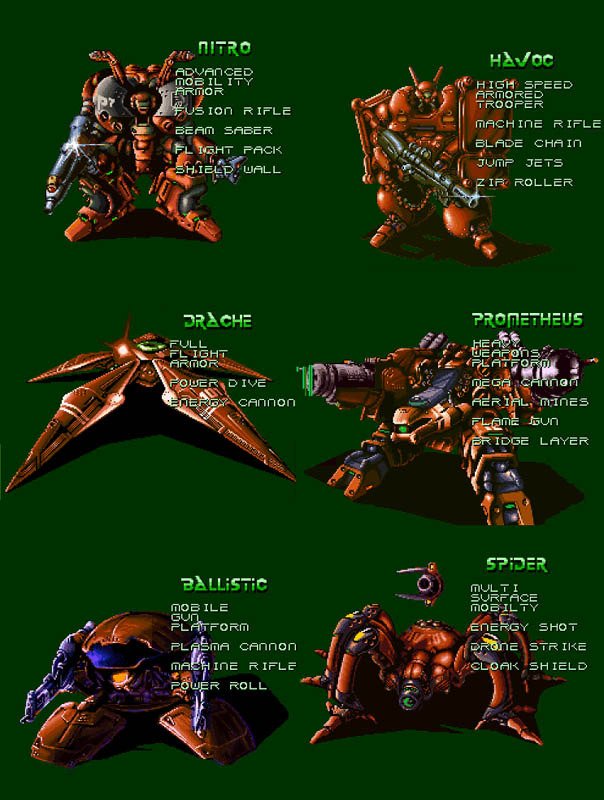 NITRO
ADVANCED
MOBILITY
ARMOR
FUSION RIFLE
BEAM SABER
FLIGHT PACK
SHIELD WALL
HAVOC
HIGH SPEED
ARMORED
TROOPER
MACHINE RIFLE
BLADE CHAIN
JUMP JETS
ZIP ROLLER
DRACHE
FULL
FLIGHT
ARMOR
POWER DIVE
ENERGY CANNON
PROMETHEUS
HEAVY
WEAPONS
PLATFORM
MEGA CANNON
AERIAL MINES
FLAME GUN
BRIDGE LAYER
BALLISTIC
MOBILE
GUN
PLATFORM
PLASMA CANNON
MACHINE RIFLE
POWER ROLL
SPIDER
MULTI
SURFACE
MOBILTY
ENERGY SHOT
DRONE STRIKE
CLOAK SHIELD